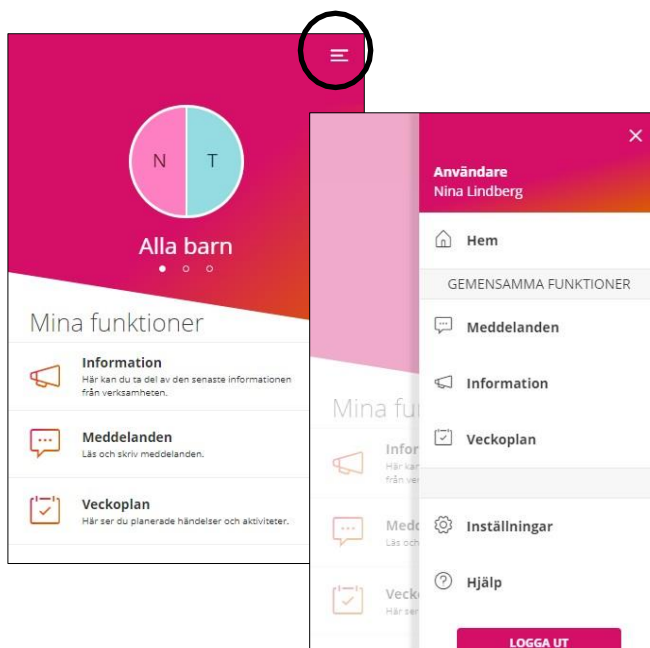 N T
Alla barn
Mina funktioner
Information
Här kan du ta del av den senaste informationen
från verksamheten.
Meddelanden
Läs och skriv meddelanden.
Veckoplan
Här ser du planerade händelser och aktiviteter.
Användare
Nina Lindberg
Hem
GEMENSAMMA FUNKTIONER
Meddelanden
Information
Veckoplan
Inställningar
Hjälp
LOGGA UT
Mina fu
Infor
Här kan
från ver
Medd
Läs och
Vecko
Här ser